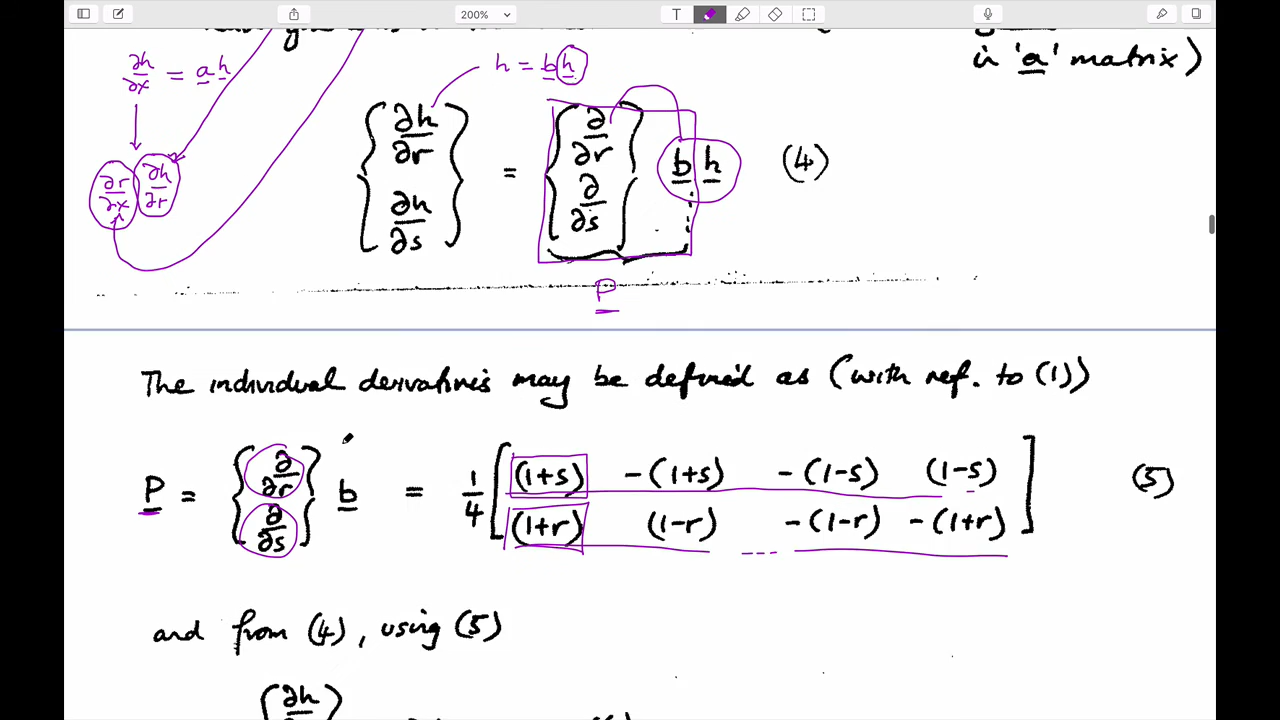 200%
T
in 'a' matrix)
∂h/∂x = a h
h = b h
∂r/∂x ∂h/∂r
{∂h/∂r ∂h/∂s} = {∂/∂r ∂/∂s} b h (4)
P
The individual derivatives may be defined as (with ref. to (1))
P = {∂/∂r ∂/∂s} b = 1/4 [(1+s) -(1+s) -(1-s) (1-s)
(1+r) (1-r) -(1-r) -(1+r)] (5)
and from (4), using (5)
{∂h